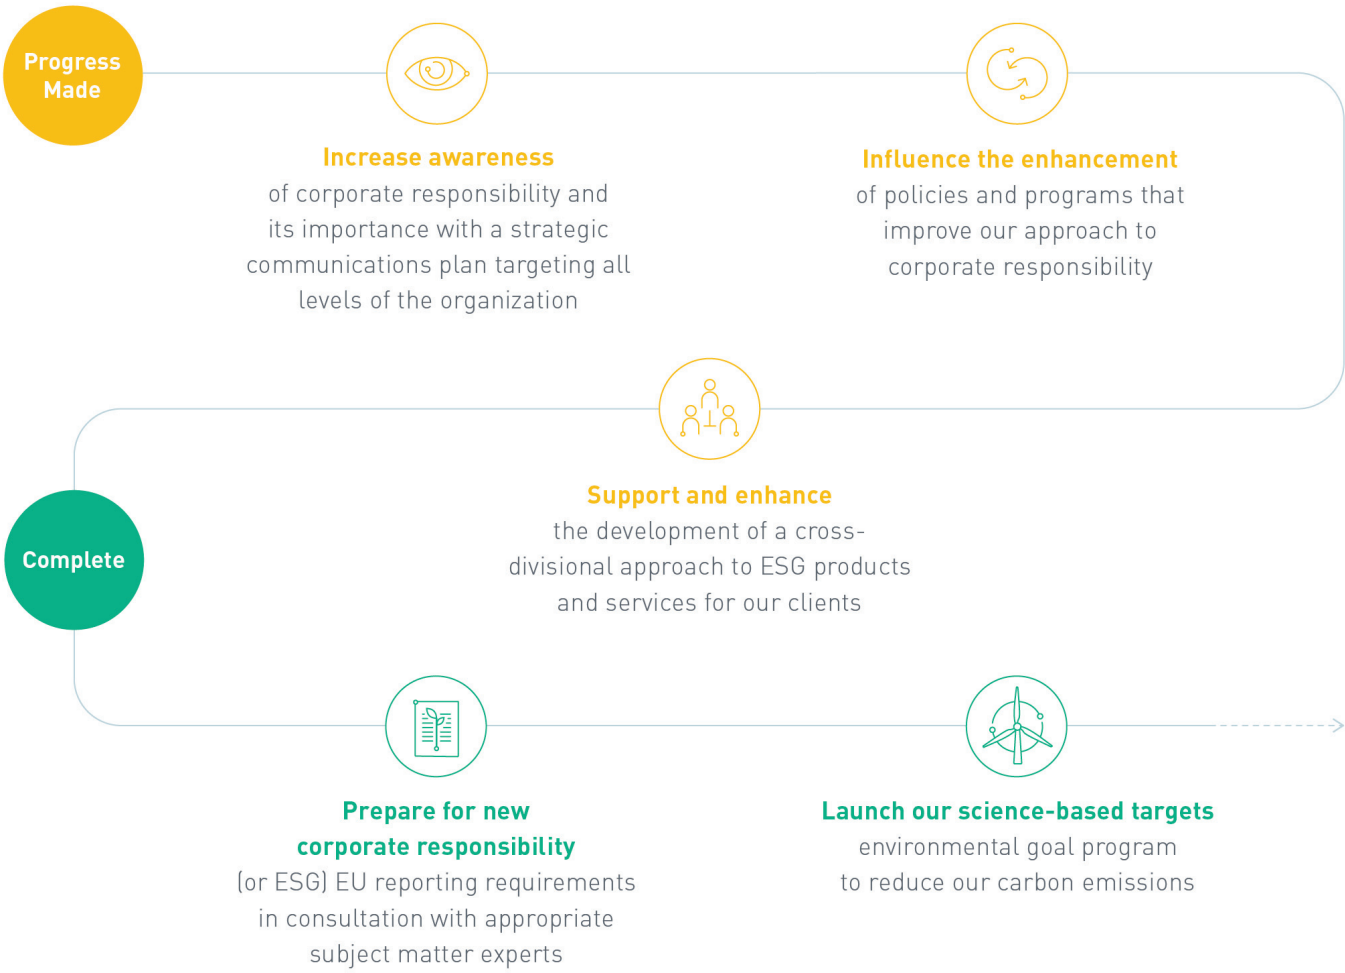 Progress
Made
Increase awareness
of corporate responsibility and
its importance with a strategic
communications plan targeting all
levels of the organization
Influence the enhancement
of policies and programs that
improve our approach to
corporate responsibility
Support and enhance
the development of a cross-
divisional approach to ESG products
and services for our clients
Complete
Prepare for new
corporate responsibility
(or ESG) EU reporting requirements
in consultation with appropriate
subject matter experts
Launch our science-based targets
environmental goal program
to reduce our carbon emissions